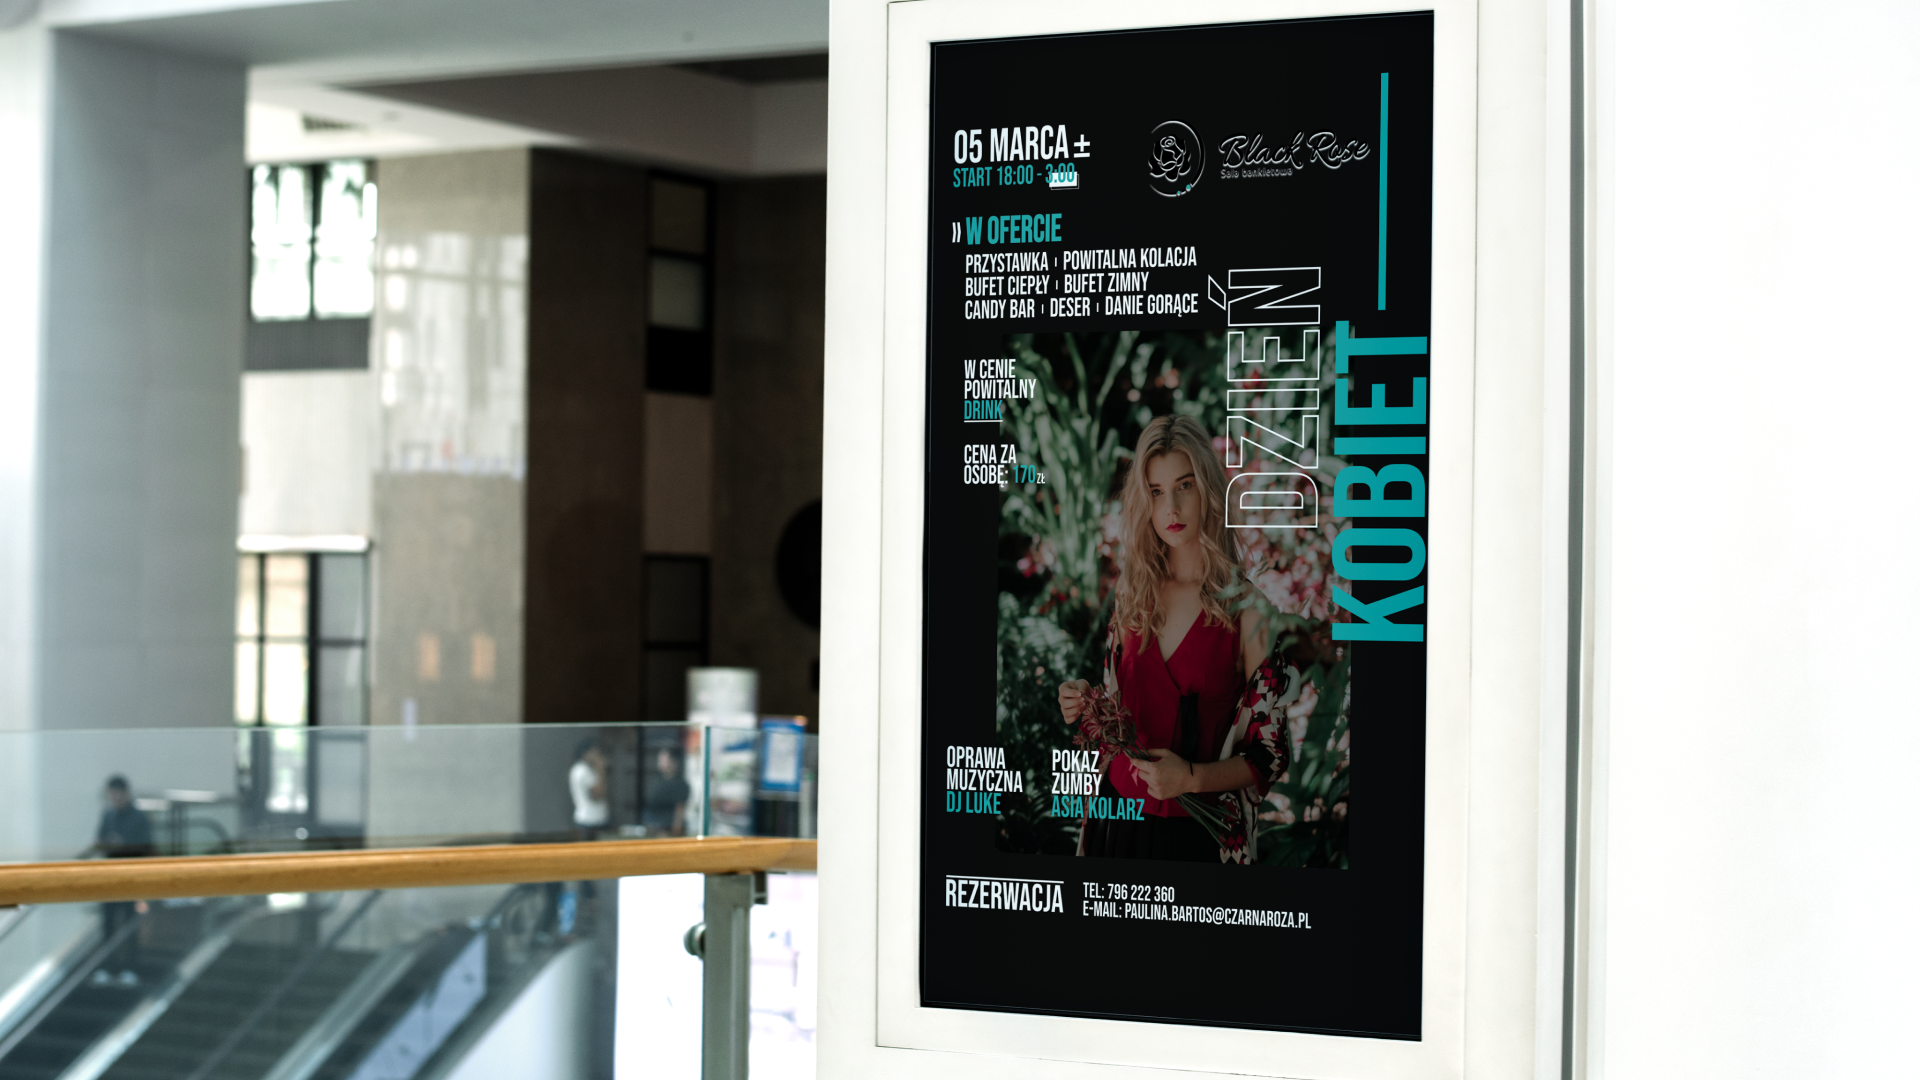 05 MARCA ±
START 18:00 - 3:00
Black Rose
Sala bankietowa
» W OFERCIE
PRZYSTAWKA ı POWITALNA KOLACJA
BUFET CIEPŁY ı BUFET ZIMNY
CANDY BAR ı DESER ı DANIE GORĄCE
DZIEŃ
KOBIET
W CENIE
POWITALNY
DRINK
CENA ZA
OSOBĘ: 170 ZŁ
OPRAWA
MUZYCZNA
DJ LUKE
POKAZ
ZUMBY
ASIA KOLARZ
REZERWACJA
TEL: 796 222 360
E-MAIL: PAULINA.BARTOS@CZARNAROZA.PL